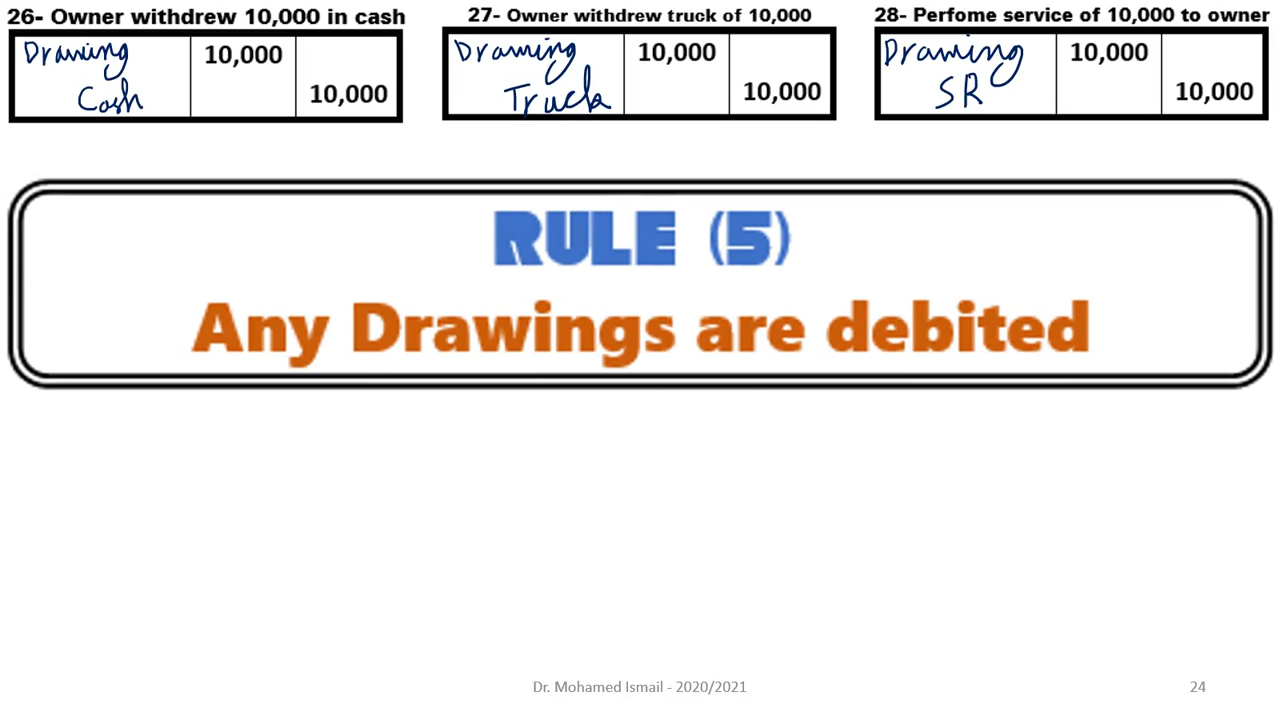 26- Owner withdrew 10,000 in cash
Drawing 10,000
Cash 10,000
27- Owner withdrew truck of 10,000
Drawing 10,000
Truck 10,000
28- Perfome service of 10,000 to owner
Drawing 10,000
SR 10,000
RULE (5)
Any Drawings are debited
Dr. Mohamed Ismail - 2020/2021
24